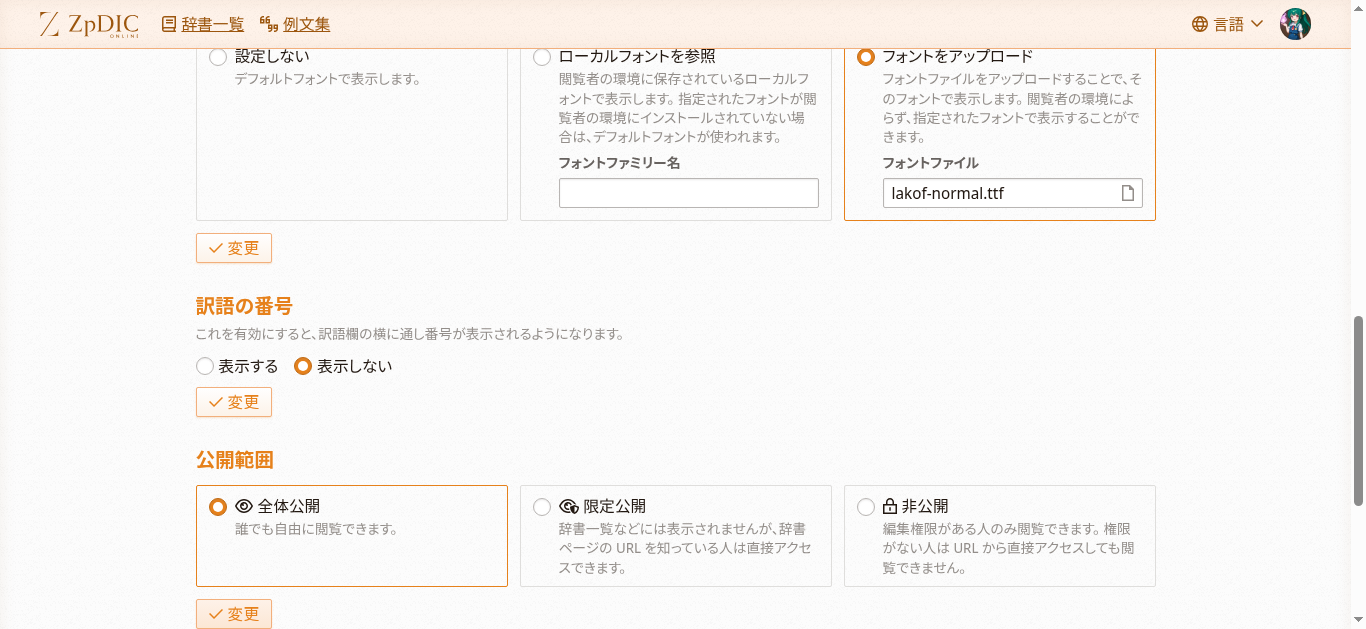 ZpDIC ONLINE 辞書一覧 例文集 言語
設定しない
デフォルトフォントで表示します。
ローカルフォントを参照
閲覧者の環境に保存されているローカルフ
ォントで表示します。指定されたフォントが閲
覧者の環境にインストールされていない場
合は、デフォルトフォントが使われます。
フォントファミリー名
フォントをアップロード
フォントファイルをアップロードすることで、そ
のフォントで表示します。閲覧者の環境によ
らず、指定されたフォントで表示することがで
きます。
フォントファイル
lakof-normal.ttf
変更
訳語の番号
これを有効にすると、訳語欄の横に通し番号が表示されるようになります。
表示する 表示しない
変更
公開範囲
全体公開
誰でも自由に閲覧できます。
限定公開
辞書一覧などには表示されませんが、辞書
ページの URL を知っている人は直接アクセ
スできます。
非公開
編集権限がある人のみ閲覧できます。権限
がない人は URL から直接アクセスしても閲
覧できません。
変更